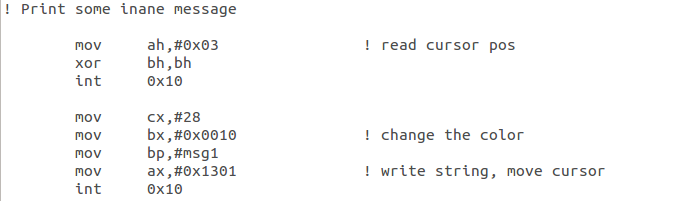 ! Print some inane message
mov ah,#0x03 ! read cursor pos
xor bh,bh
int 0x10
mov cx,#28
mov bx,#0x0010 ! change the color
mov bp,#msg1
mov ax,#0x1301 ! write string, move cursor
int 0x10